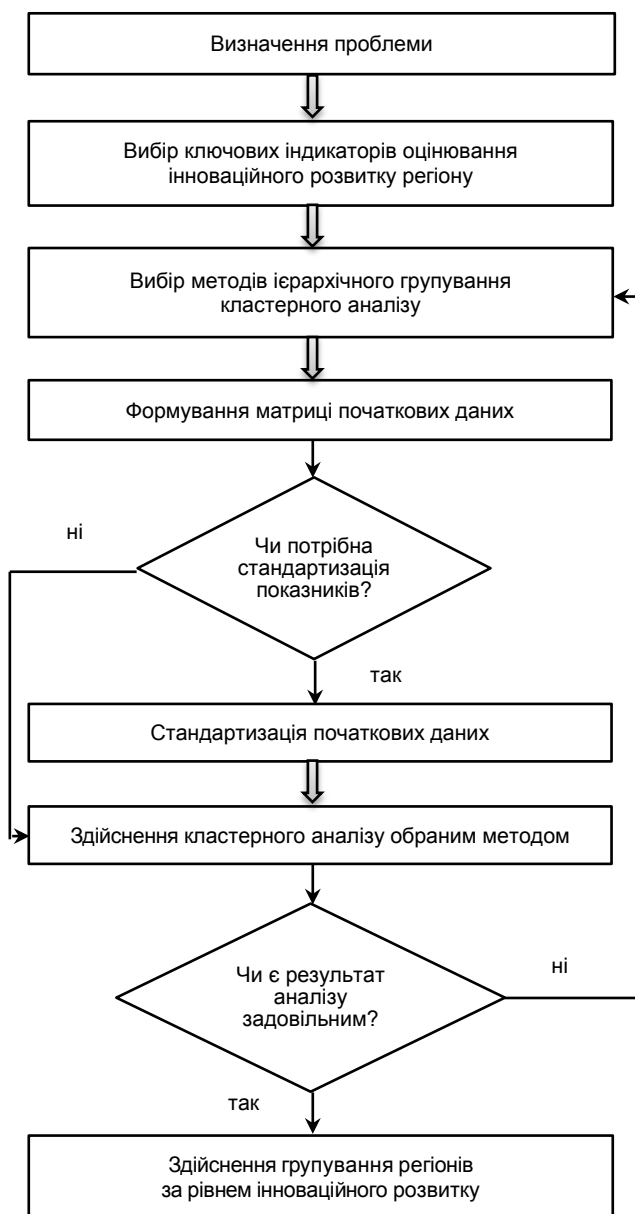 Визначення проблеми
Вибір ключових індикаторів оцінювання
інноваційного розвитку регіону
Вибір методів ієрархічного групування
кластерного аналізу
Формування матриці початкових даних
ні
Чи потрібна
стандартизація
показників?
так
Стандартизація початкових даних
Здійснення кластерного аналізу обраним методом
Чи є результат
аналізу
задовільним?
ні
так
Здійснення групування регіонів
за рівнем інноваційного розвитку